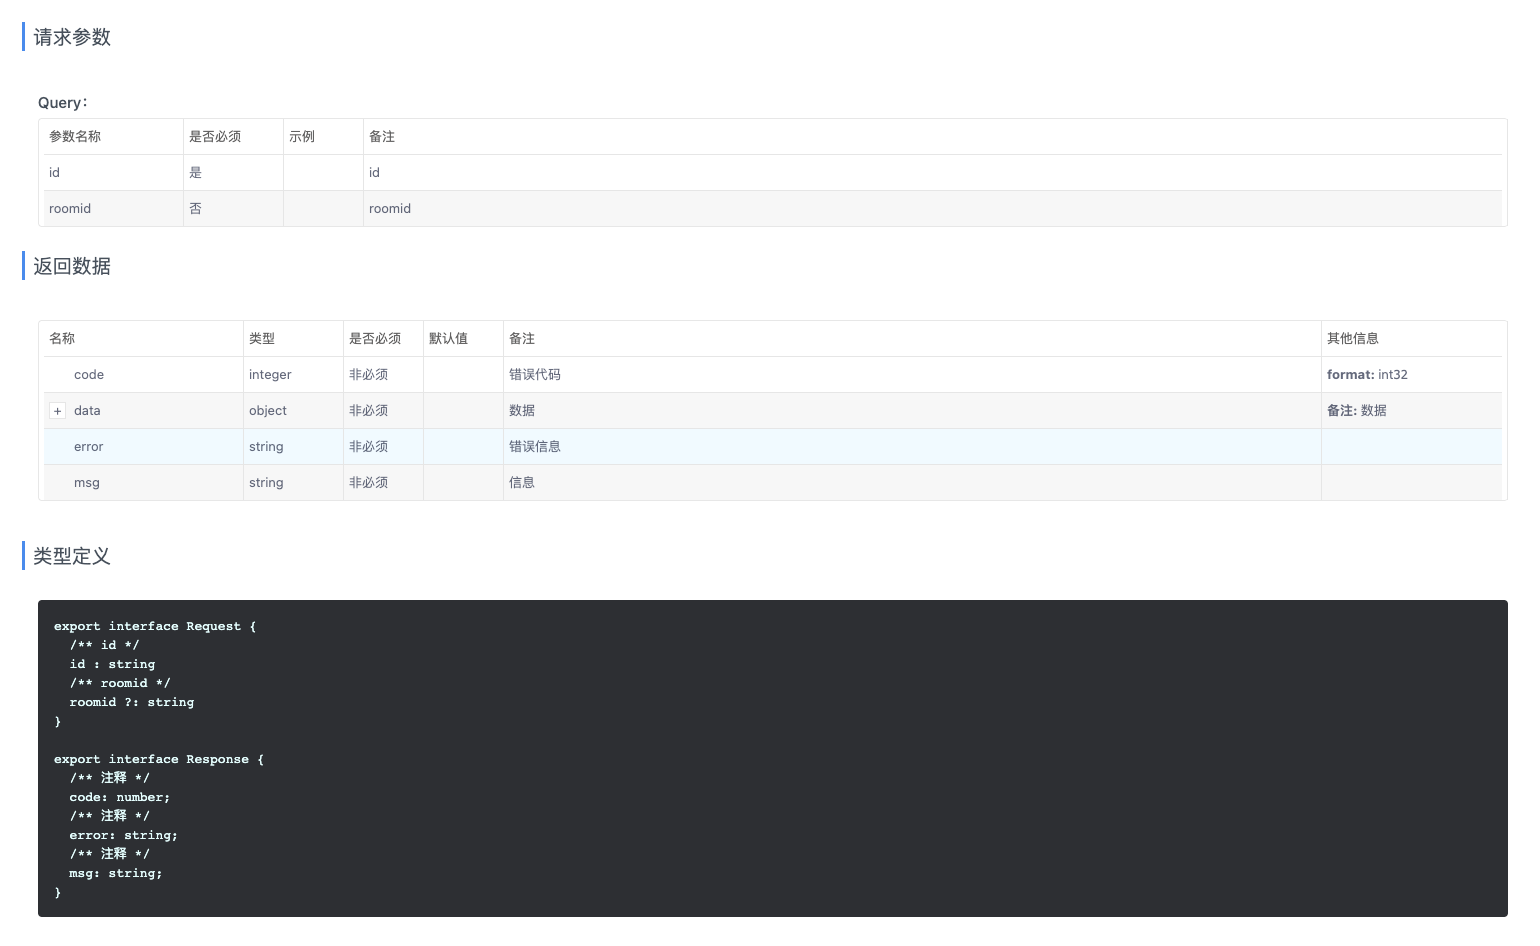 请求参数
Query：
参数名称 是否必须 示例 备注
id 是 id
roomid 否 roomid
返回数据
名称 类型 是否必须 默认值 备注 其他信息
code integer 非必须 错误代码 format: int32
+ data object 非必须 数据 备注: 数据
error string 非必须 错误信息
msg string 非必须 信息
类型定义
export interface Request {
/** id */
id : string
/** roomid */
roomid ?: string
}
export interface Response {
/** 注释 */
code: number;
/** 注释 */
error: string;
/** 注释 */
msg: string;
}